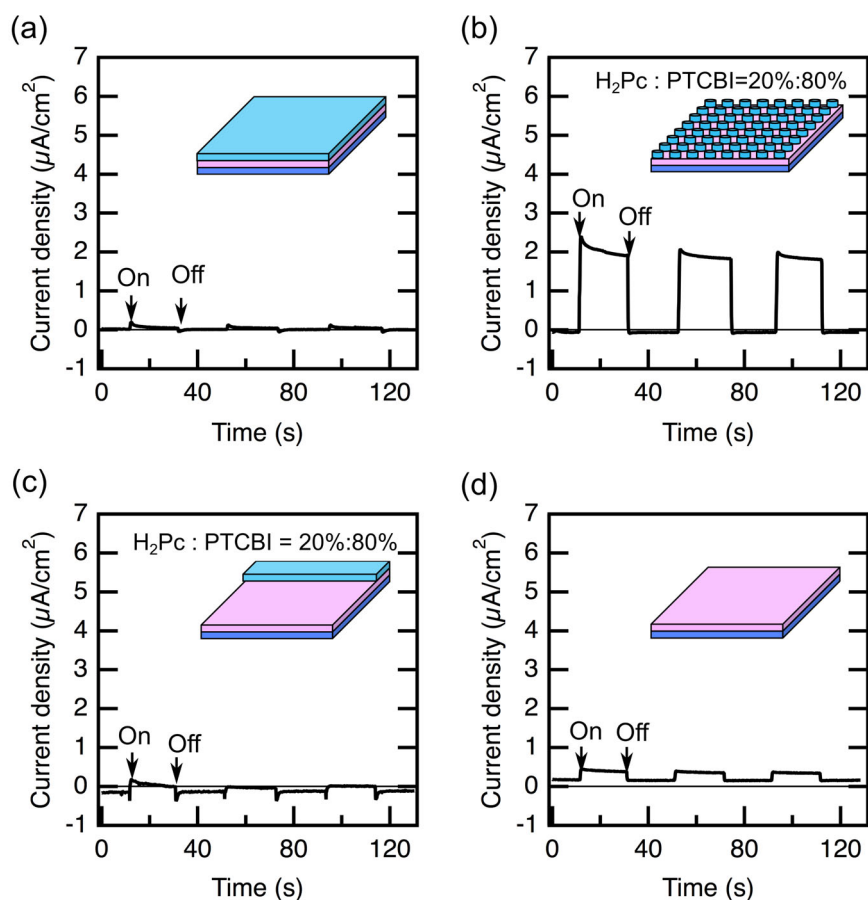 (a)
7
6
5
4
3
2
1
0
-1
Current density (µA/cm²)
On
Off
0
40
80
120
Time (s)
(b)
H₂Pc : PTCBI=20%:80%
7
6
5
4
3
2
1
0
-1
Current density (µA/cm²)
On
Off
0
40
80
120
Time (s)
(c)
H₂Pc : PTCBI = 20%:80%
7
6
5
4
3
2
1
0
-1
Current density (µA/cm²)
On
Off
0
40
80
120
Time (s)
(d)
7
6
5
4
3
2
1
0
-1
Current density (µA/cm²)
On
Off
0
40
80
120
Time (s)